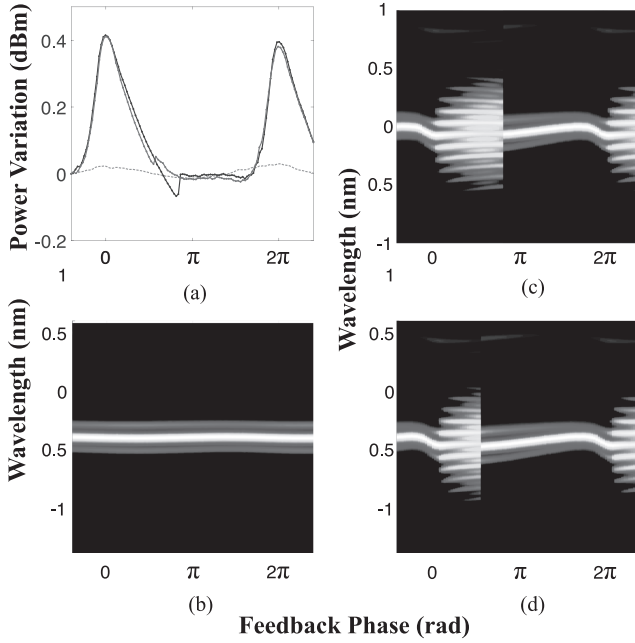 Power Variation (dBm)
0.4
0.2
0
-0.2
0
π
2π
(a)
1
Wavelength (nm)
0.5
0
0.5
-1
0
π
2π
(b)
Wavelength (nm)
1
0.5
0
0.5
-1
0
π
2π
(c)
0.5
0
0.5
-1
0
π
2π
(d)
Feedback Phase (rad)